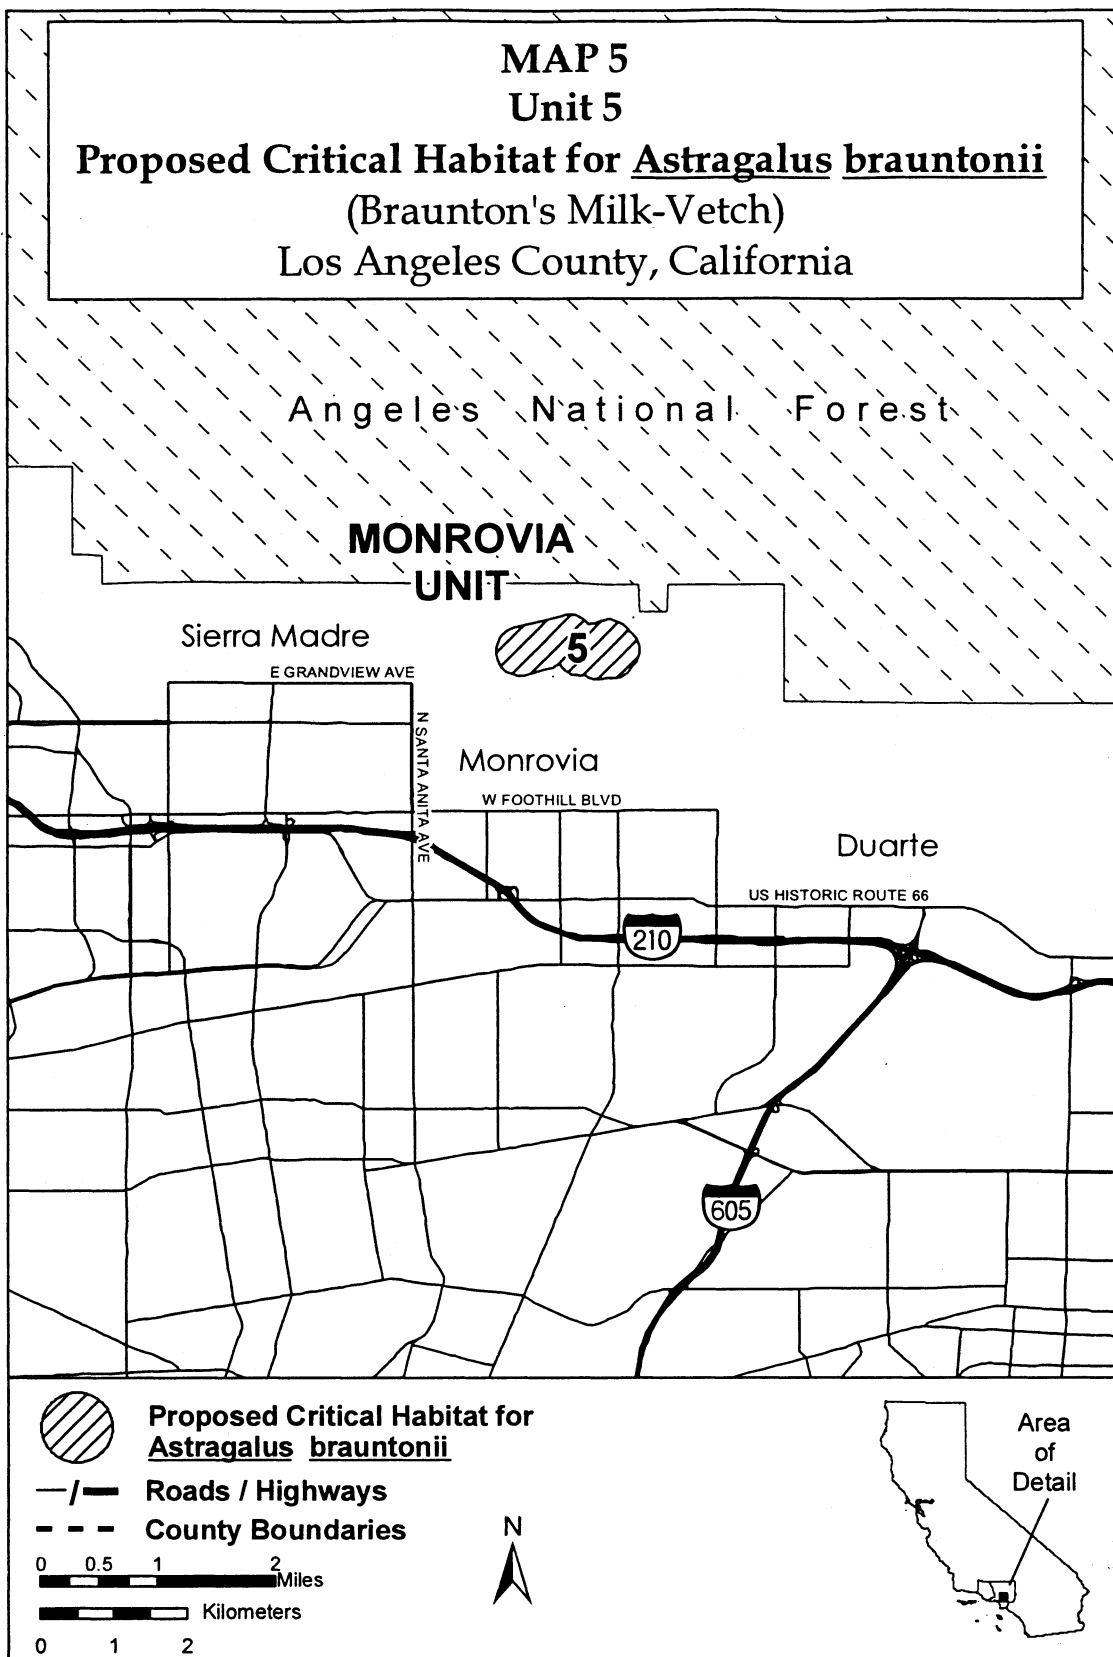 MAP 5
Unit 5
Proposed Critical Habitat for Astragalus brauntonii
(Braunton's Milk-Vetch)
Los Angeles County, California
Angeles National Forest
MONROVIA
UNIT
5
Sierra Madre
E GRANDVIEW AVE
N SANTA ANITA AVE
Monrovia
W FOOTHILL BLVD
Duarte
US HISTORIC ROUTE 66
210
605
Proposed Critical Habitat for
Astragalus brauntonii
/ Roads / Highways
County Boundaries
0 0.5 1 2
Miles
Kilometers
0 1 2
N
Area
of
Detail